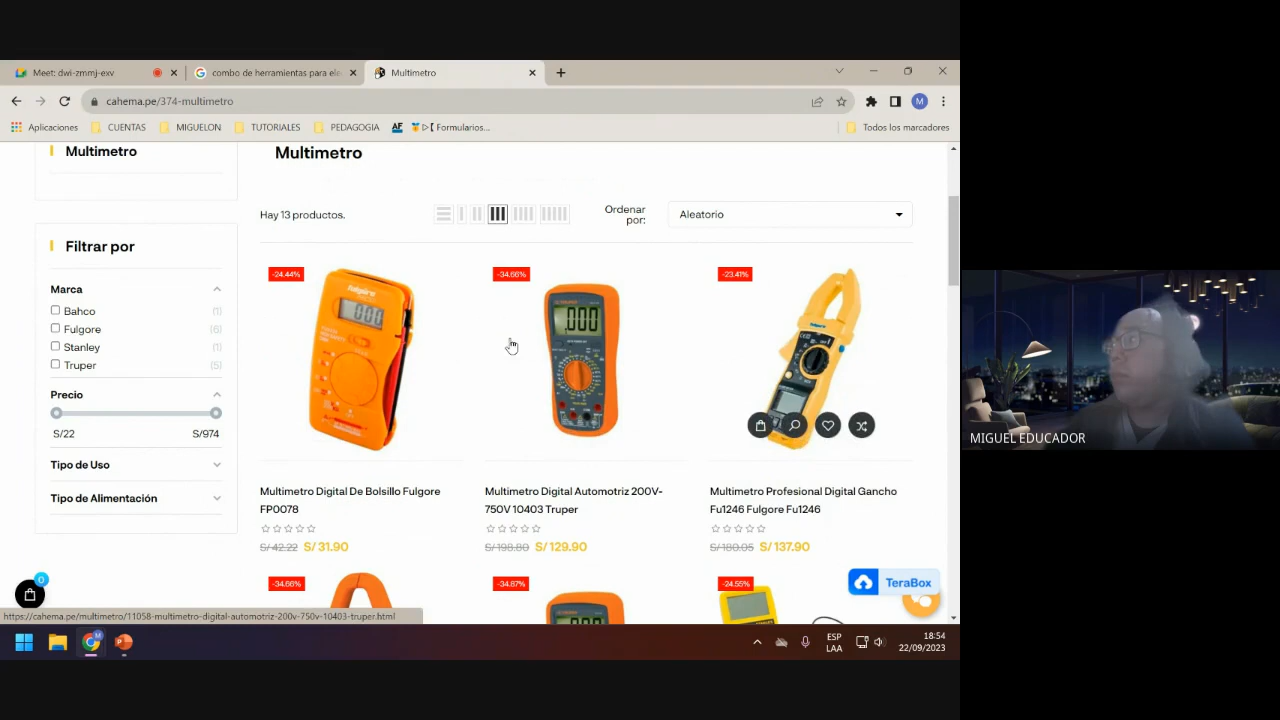 Meet: dwi-zmmj-exv
combo de herramientas para ele
Multimetro
cahema.pe/374-multimetro
M
Aplicaciones
CUENTAS
MIGUELON
TUTORIALES
PEDAGOGIA
AF
Formularios...
Todos los marcadores
Multimetro
Multimetro
Hay 13 productos.
Ordenar
por:
Aleatorio
Filtrar por
Marca
Bahco (1)
Fulgore (6)
Stanley (1)
Truper (5)
Precio
S/22 S/974
Tipo de Uso
Tipo de Alimentación
-24.44%
-34.66%
-23.41%
Multimetro Digital De Bolsillo Fulgore
FP0078
S/ 42.22 S/ 31.90
Multimetro Digital Automotriz 200V-
750V 10403 Truper
S/ 198.80 S/ 129.90
Multimetro Profesional Digital Gancho
Fu1246 Fulgore Fu1246
S/ 180.05 S/ 137.90
-34.66%
-34.87%
-24.55%
TeraBox
0
https://cahema.pe/multimetro/11058-multimetro-digital-automotriz-200v-750v-10403-truper.html
ESP
LAA
18:54
22/09/2023
MIGUEL EDUCADOR